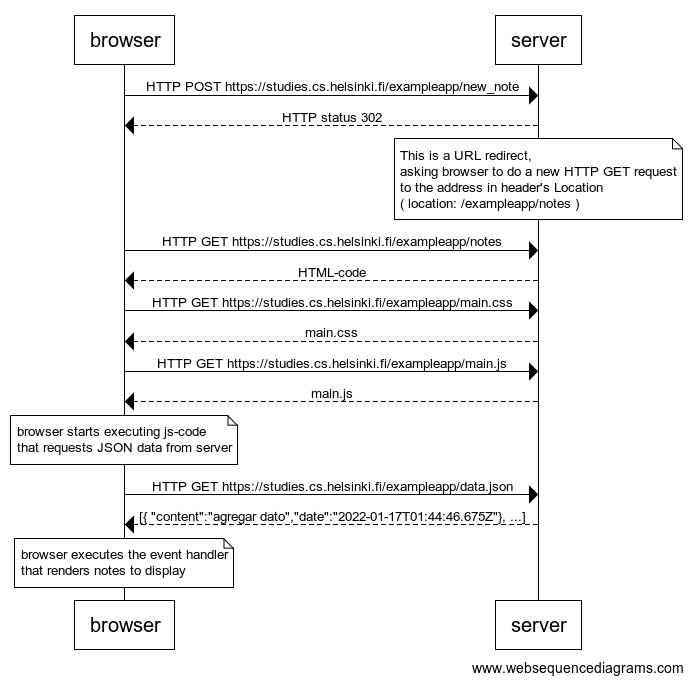 browser
server
HTTP POST https://studies.cs.helsinki.fi/exampleapp/new_note
HTTP status 302
This is a URL redirect,
asking browser to do a new HTTP GET request
to the address in header's Location
( location: /exampleapp/notes )
HTTP GET https://studies.cs.helsinki.fi/exampleapp/notes
HTML-code
HTTP GET https://studies.cs.helsinki.fi/exampleapp/main.css
main.css
HTTP GET https://studies.cs.helsinki.fi/exampleapp/main.js
main.js
browser starts executing js-code
that requests JSON data from server
HTTP GET https://studies.cs.helsinki.fi/exampleapp/data.json
[{ "content":"agregar dato","date":"2022-01-17T01:44:46.675Z"}, ...]
browser executes the event handler
that renders notes to display
browser
server
www.websequencediagrams.com